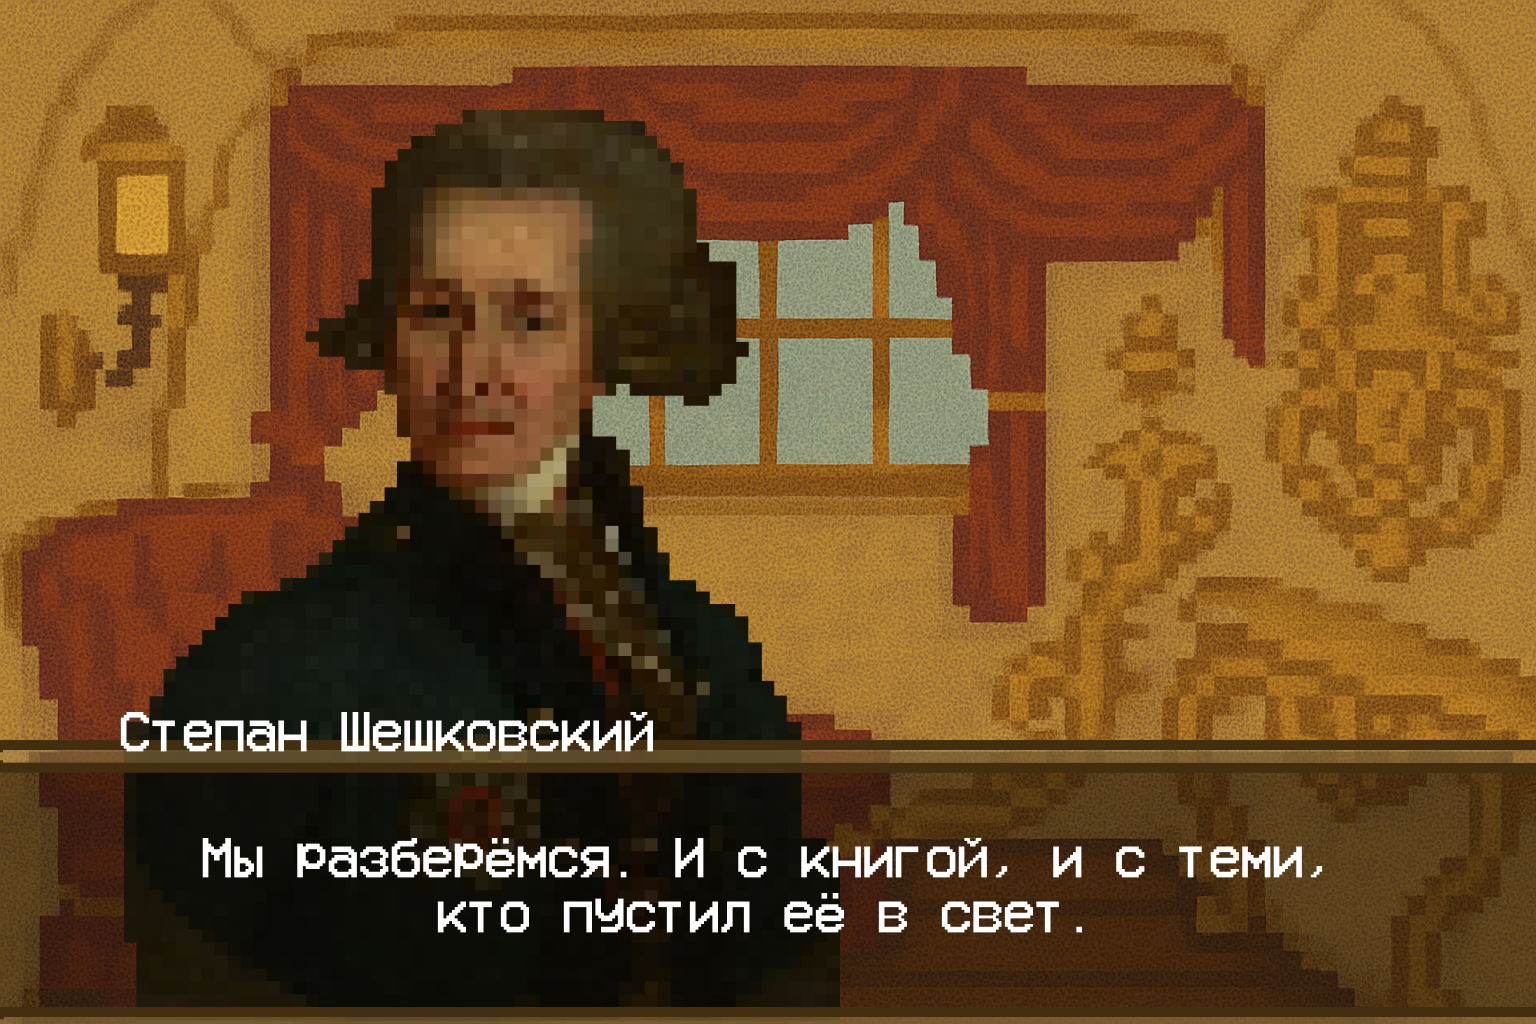 Степан Шешковский
Мы разберёмся. И с книгой, и с теми,
кто пустил её в свет.